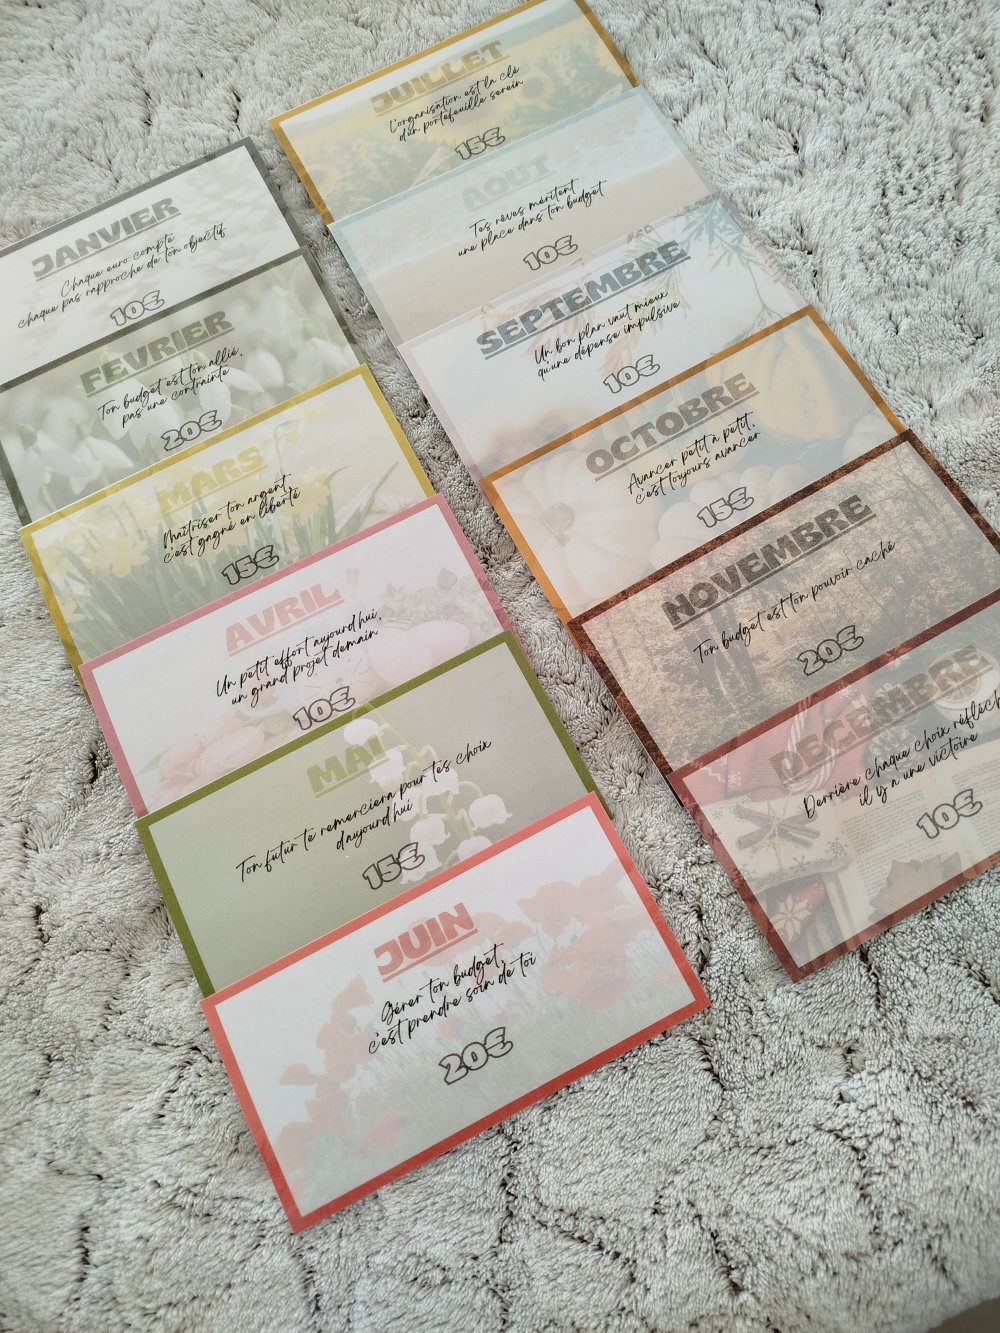 JANVIER
Chaque euro compte
chaque pas rapproche de ton objectif
10€
FEVRIER
Ton budget est ton allié,
pas une contrainte
20€
MARS
Maîtriser ton argent
c'est gagné en liberté
15€
AVRIL
Un petit effort aujourd'hui,
un grand projet demain
10€
MAI
Ton futur te remerciera pour tes choix
d'aujourd'hui
15€
JUIN
Gérer ton budget,
c'est prendre soin de toi
20€
JUILLET
L'organisation est la clé
d'un portefeuille serein
15€
AOUT
Tes rêves méritent
une place dans ton budget
10€
SEPTEMBRE
Un bon plan vaut mieux
qu'une dépense impulsive
10€
OCTOBRE
Avancer petit à petit,
c'est toujours avancer
15€
NOVEMBRE
Ton budget est ton pouvoir caché
20€
DECEMBRE
Derrière chaque choix réfléch
il y a une victoire
10€